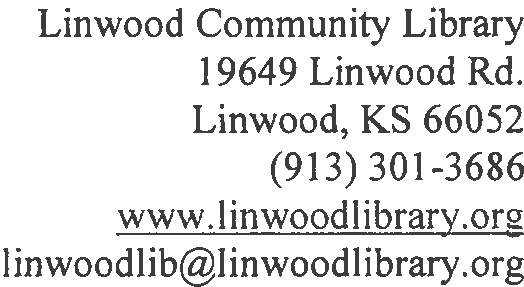 Linwood Community Library
19649 Linwood Rd.
Linwood, KS 66052
(913) 301-3686
www.linwoodlibrary.org
linwoodlib@linwoodlibrary.org